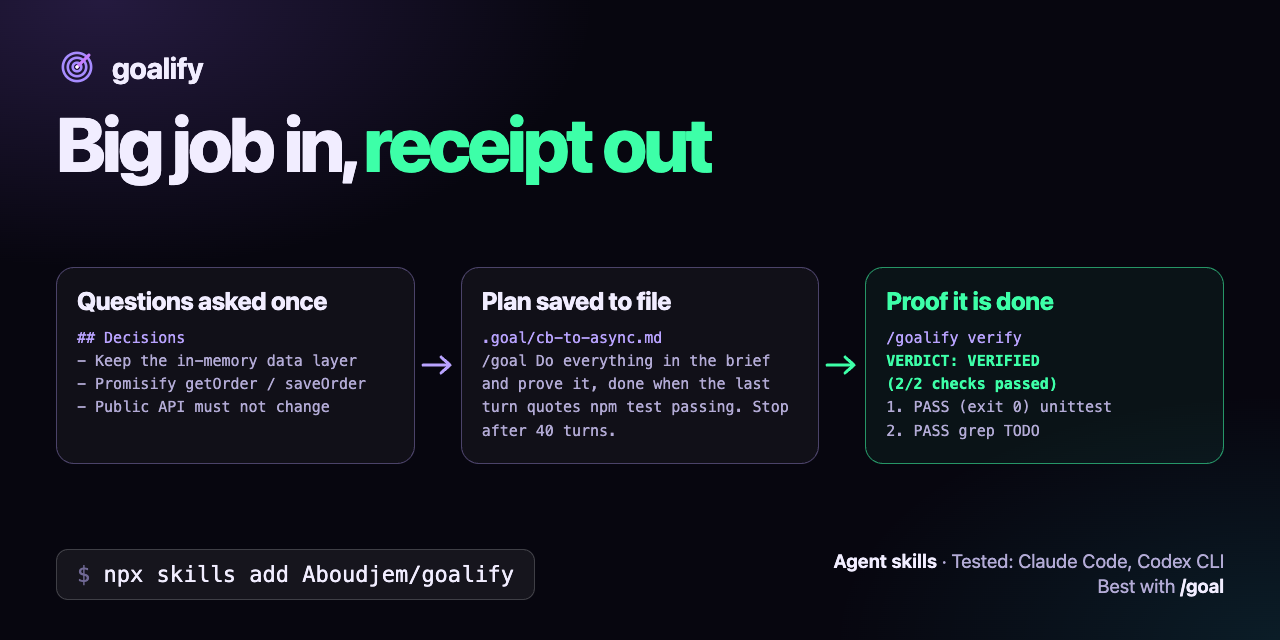 goalify
Big job in, receipt out
Questions asked once
## Decisions
– Keep the in-memory data layer
– Promisify getOrder / saveOrder
– Public API must not change
Plan saved to file
.goal/cb-to-async.md
/goal Do everything in the brief
and prove it, done when the last
turn quotes npm test passing. Stop
after 40 turns.
Proof it is done
/goalify verify
VERDICT: VERIFIED
(2/2 checks passed)
1. PASS (exit 0) unittest
2. PASS grep TODO
$ npx skills add Aboudjem/goalify
Agent skills · Tested: Claude Code, Codex CLI
Best with /goal